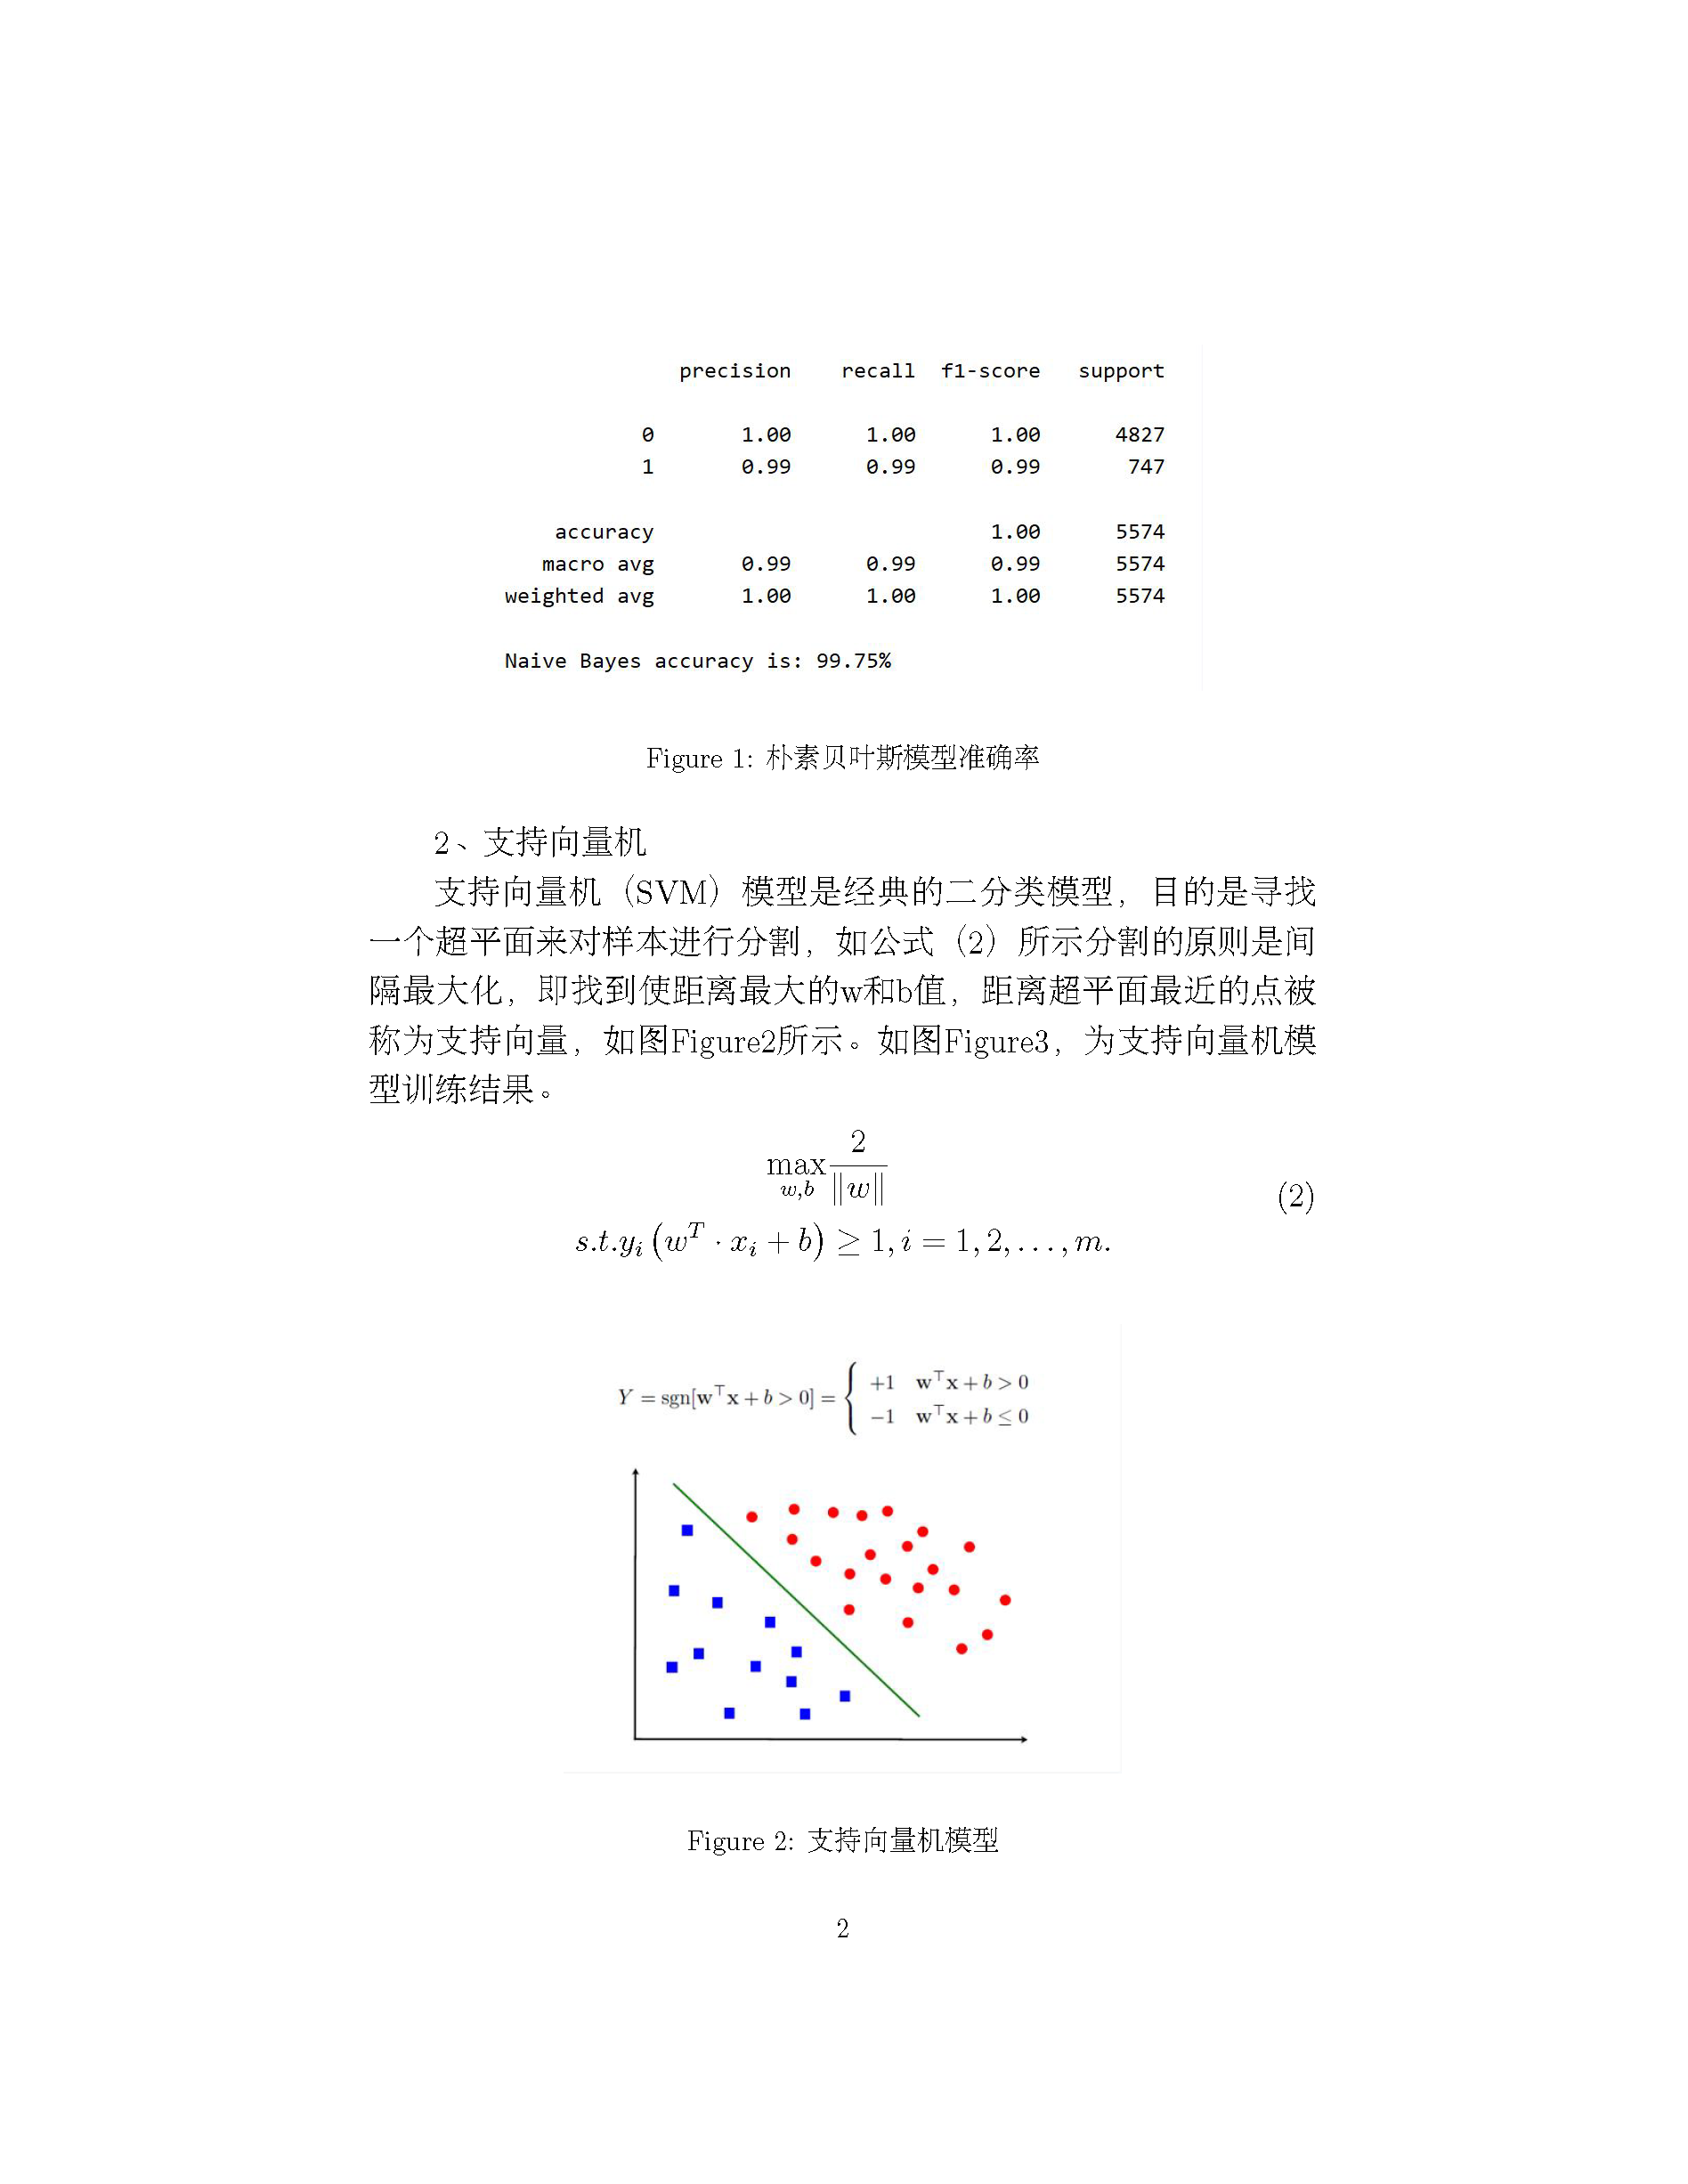 precision recall f1-score support
0 1.00 1.00 1.00 4827
1 0.99 0.99 0.99 747
accuracy 1.00 5574
macro avg 0.99 0.99 0.99 5574
weighted avg 1.00 1.00 1.00 5574
Naive Bayes accuracy is: 99.75%
Figure 1: 朴素贝叶斯模型准确率
2、支持向量机
支持向量机（SVM）模型是经典的二分类模型，目的是寻找
一个超平面来对样本进行分割，如公式（2）所示分割的原则是间
隔最大化，即找到使距离最大的w和b值，距离超平面最近的点被
称为支持向量，如图Figure2所示。如图Figure3，为支持向量机模
型训练结果。
max_{w,b} 2/‖w‖
(2)
s.t.y_i (w^T · x_i + b) ≥ 1, i = 1, 2, . . . , m.
Y = sgn[w^⊤x + b > 0] = { +1 w^⊤x + b > 0
−1 w^⊤x + b ≤ 0
Figure 2: 支持向量机模型
2